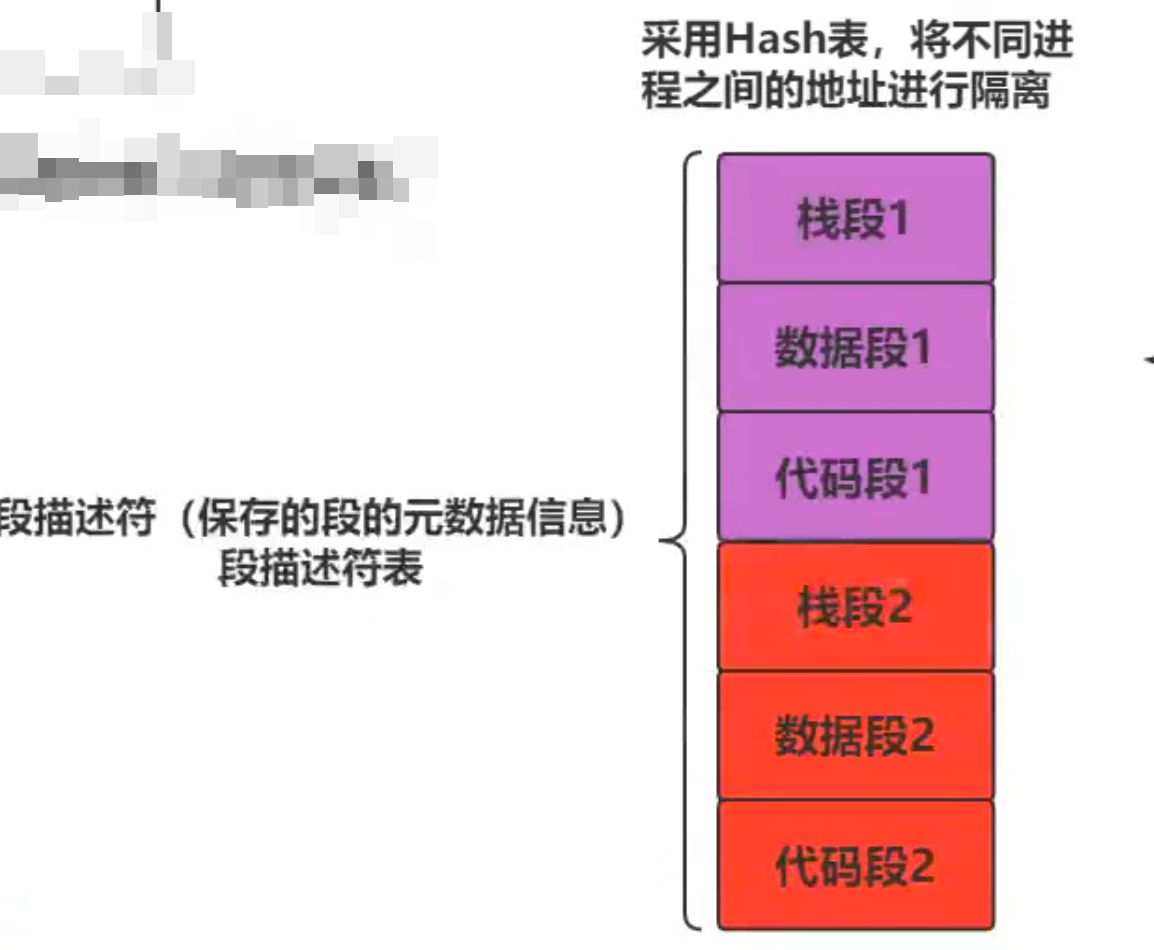 采用Hash表，将不同进
程之间的地址进行隔离
栈段1
数据段1
代码段1
段描述符（保存的段的元数据信息）
段描述符表
栈段2
数据段2
代码段2